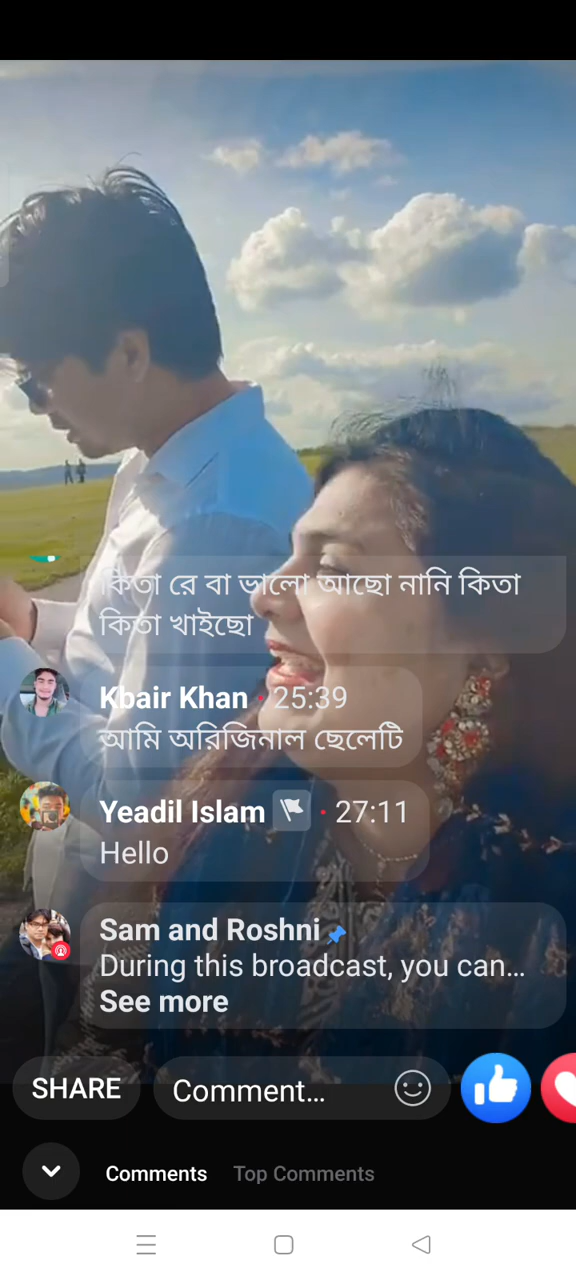 কিতা রে বা ভালো আছো নানি কিতা
কিতা খাইছো
Kbair Khan • 25:39
আমি অরিজিনাল ছেলেটি
Yeadil Islam • 27:11
Hello
Sam and Roshni
During this broadcast, you can...
See more
SHARE
Comment...
Comments Top Comments